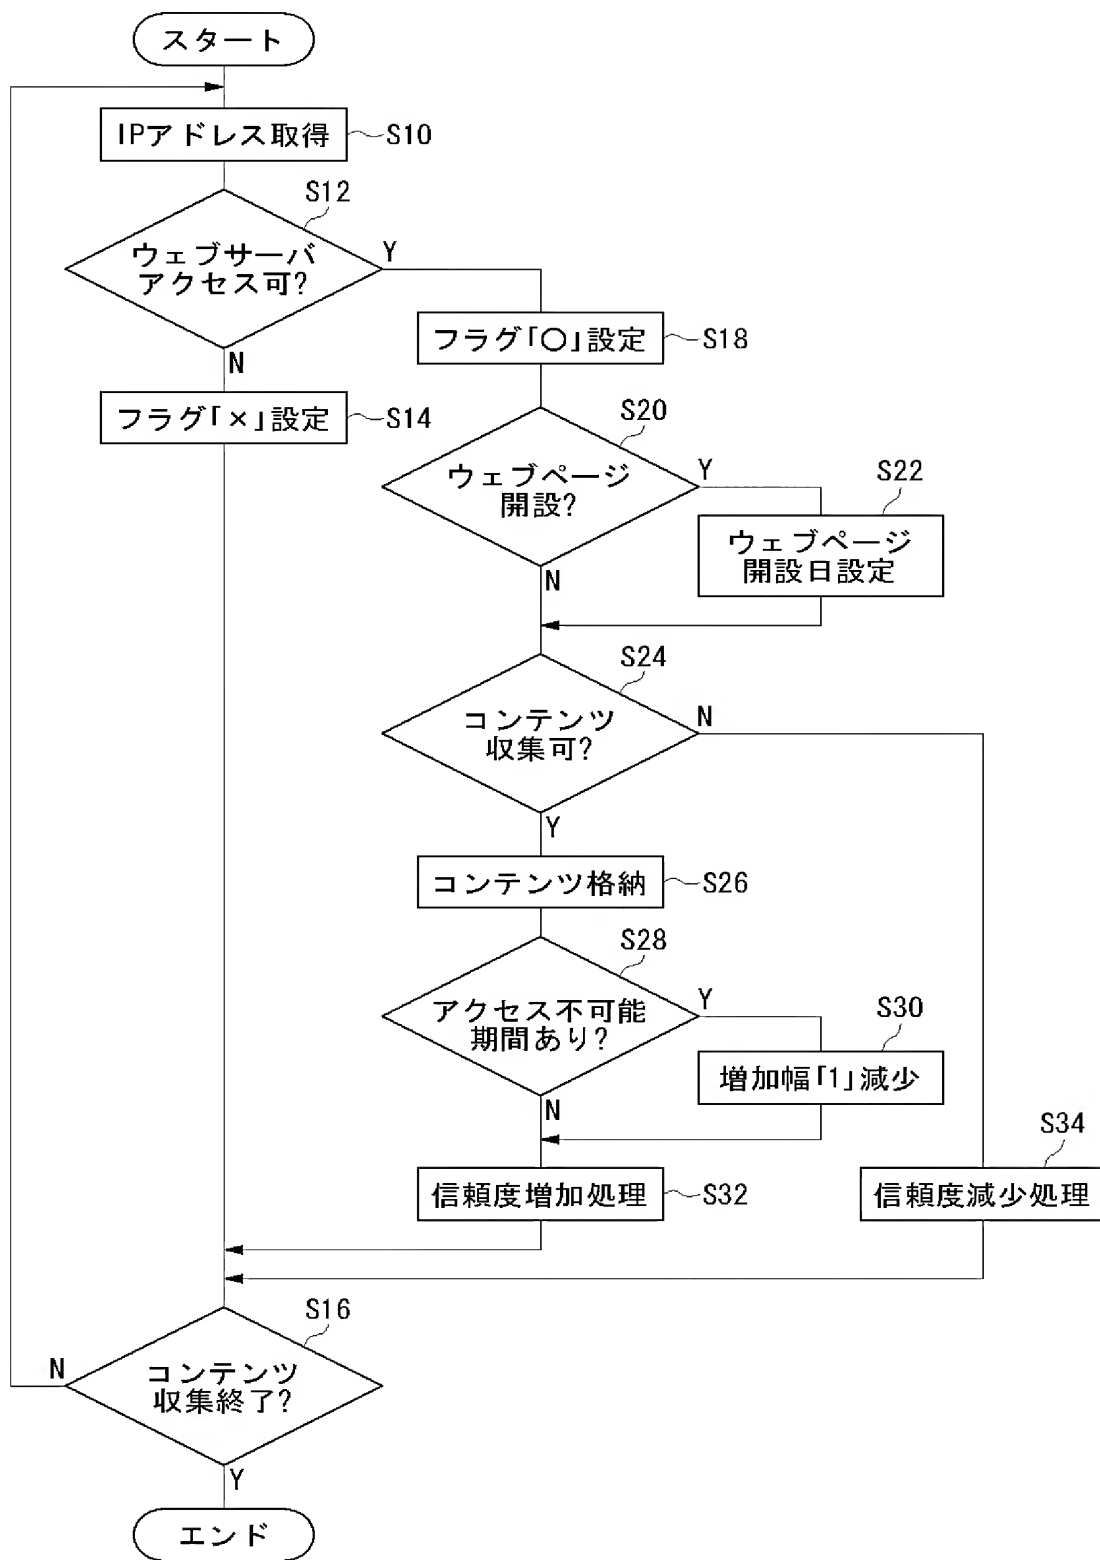 スタート
IPアドレス取得
S10
S12
ウェブサーバ
アクセス可?
Y
N
フラグ「○」設定
S18
フラグ「×」設定
S14
S20
ウェブページ
開設?
Y
N
S22
ウェブページ
開設日設定
S24
コンテンツ
収集可?
N
Y
コンテンツ格納
S26
S28
アクセス不可能
期間あり?
Y
N
S30
増加幅「1」減少
信頼度増加処理
S32
S34
信頼度減少処理
S16
コンテンツ
収集終了?
N
Y
エンド